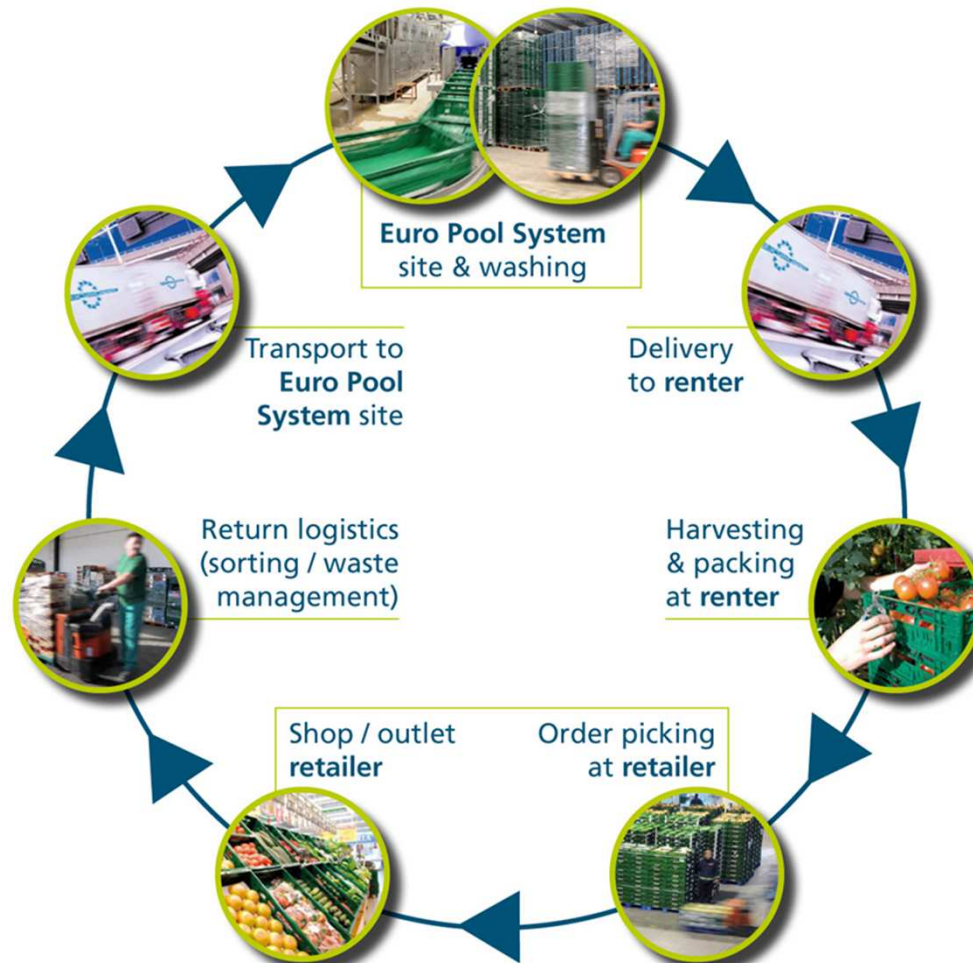 Euro Pool System
site & washing
Delivery
to renter
Harvesting
& packing
at renter
Order picking
at retailer
Shop / outlet
retailer
Return logistics
(sorting / waste
management)
Transport to
Euro Pool
System site